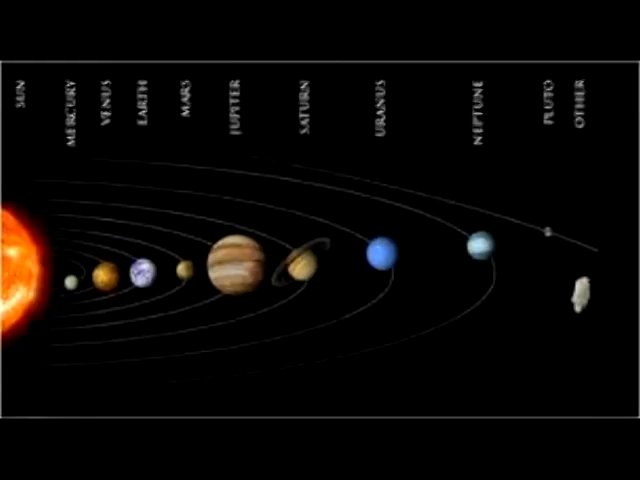 SUN
MERCURY
VENUS
EARTH
MARS
JUPITER
SATURN
URANUS
NEPTUNE
PLUTO
OTHER